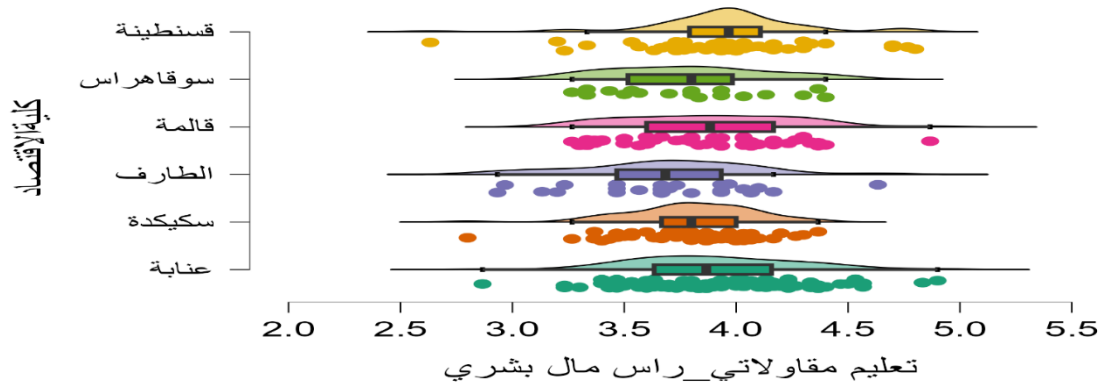 كلية الاقتصاد
قسنطينة
سوقاهراس
قالمة
الطارف
سكيكدة
عنابة
2.0 2.5 3.0 3.5 4.0 4.5 5.0 5.5
تعليم مقاولاتي_راس مال بشري